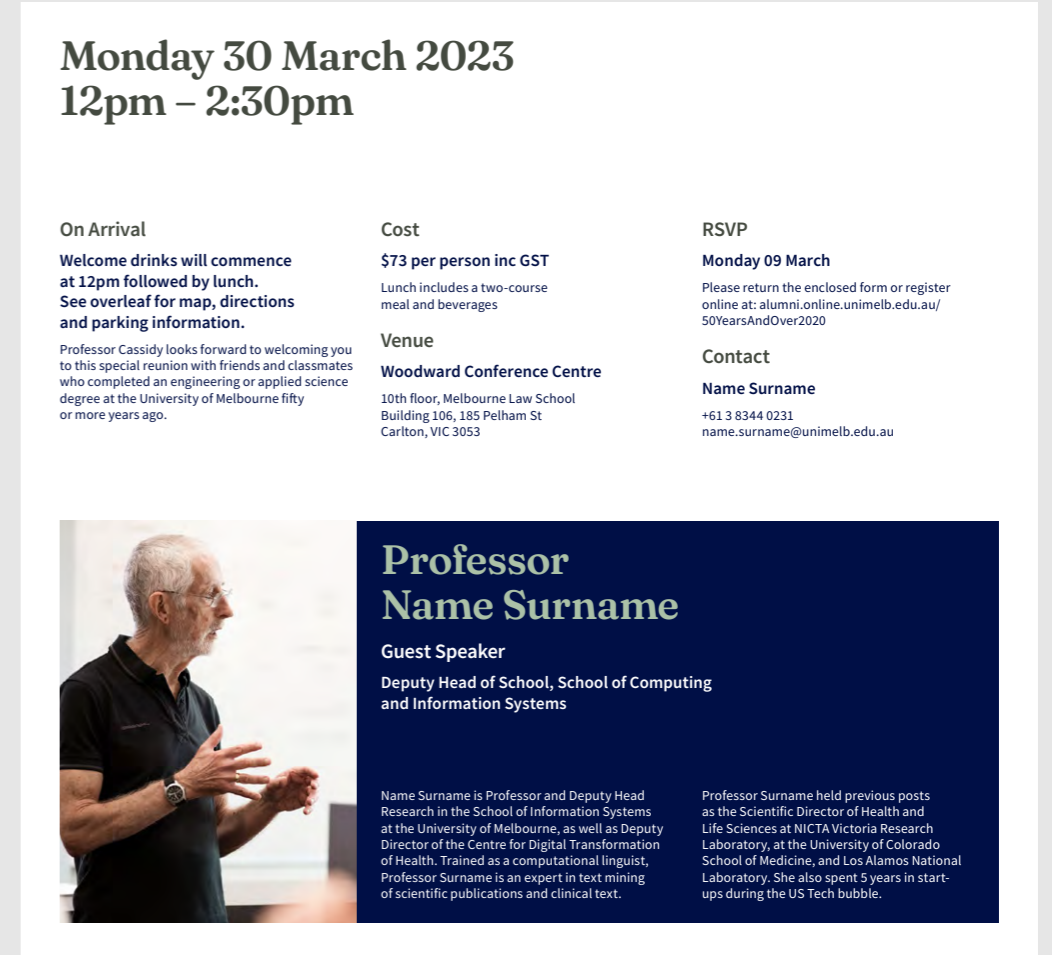 Monday 30 March 2023
12pm – 2:30pm
On Arrival
Welcome drinks will commence
at 12pm followed by lunch.
See overleaf for map, directions
and parking information.
Professor Cassidy looks forward to welcoming you
to this special reunion with friends and classmates
who completed an engineering or applied science
degree at the University of Melbourne fifty
or more years ago.
Cost
$73 per person inc GST
Lunch includes a two-course
meal and beverages
Venue
Woodward Conference Centre
10th floor, Melbourne Law School
Building 106, 185 Pelham St
Carlton, VIC 3053
RSVP
Monday 09 March
Please return the enclosed form or register
online at: alumni.online.unimelb.edu.au/
50YearsAndOver2020
Contact
Name Surname
+61 3 8344 0231
name.surname@unimelb.edu.au
Professor
Name Surname
Guest Speaker
Deputy Head of School, School of Computing
and Information Systems
Name Surname is Professor and Deputy Head
Research in the School of Information Systems
at the University of Melbourne, as well as Deputy
Director of the Centre for Digital Transformation
of Health. Trained as a computational linguist,
Professor Surname is an expert in text mining
of scientific publications and clinical text.
Professor Surname held previous posts
as the Scientific Director of Health and
Life Sciences at NICTA Victoria Research
Laboratory, at the University of Colorado
School of Medicine, and Los Alamos National
Laboratory. She also spent 5 years in start-
ups during the US Tech bubble.